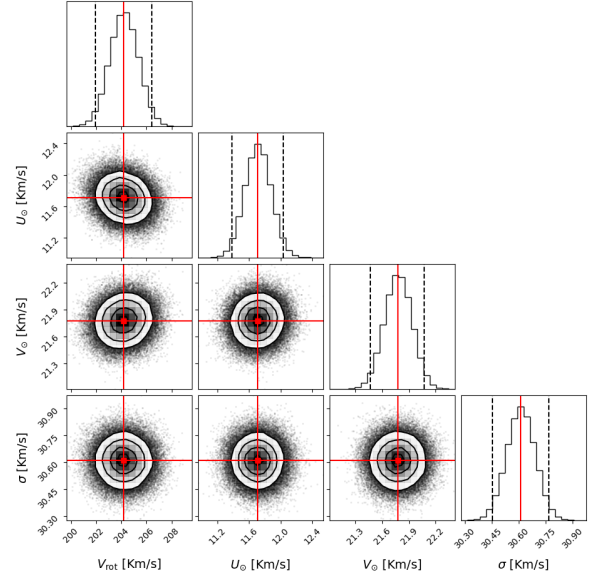 12.4
12.0
11.6
11.2
U⊙ [Km/s]
22.2
21.9
21.6
21.3
V⊙ [Km/s]
30.90
30.75
30.60
30.45
30.30
σ [Km/s]
200 202 204 206 208
11.2 11.6 12.0 12.4
21.3 21.6 21.9 22.2
30.30 30.45 30.60 30.75 30.90
Vrot [Km/s] U⊙ [Km/s] V⊙ [Km/s] σ [Km/s]